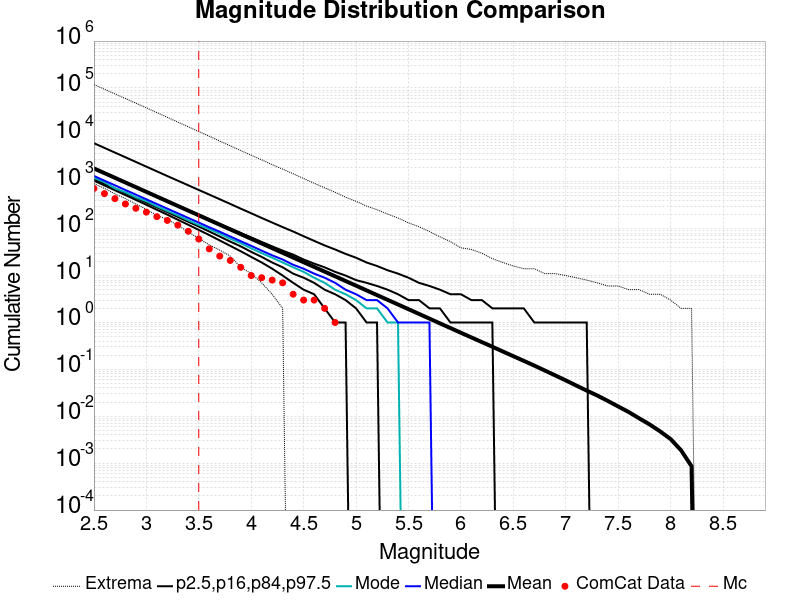 Magnitude Distribution Comparison
10 6
10 5
10 4
10 3
10 2
10 1
10 0
10 -1
10 -2
10 -3
10 -4
Cumulative Number
2.5 3 3.5 4 4.5 5 5.5 6 6.5 7 7.5 8 8.5
Magnitude
Extrema p2.5,p16,p84,p97.5 Mode Median Mean ComCat Data Mc